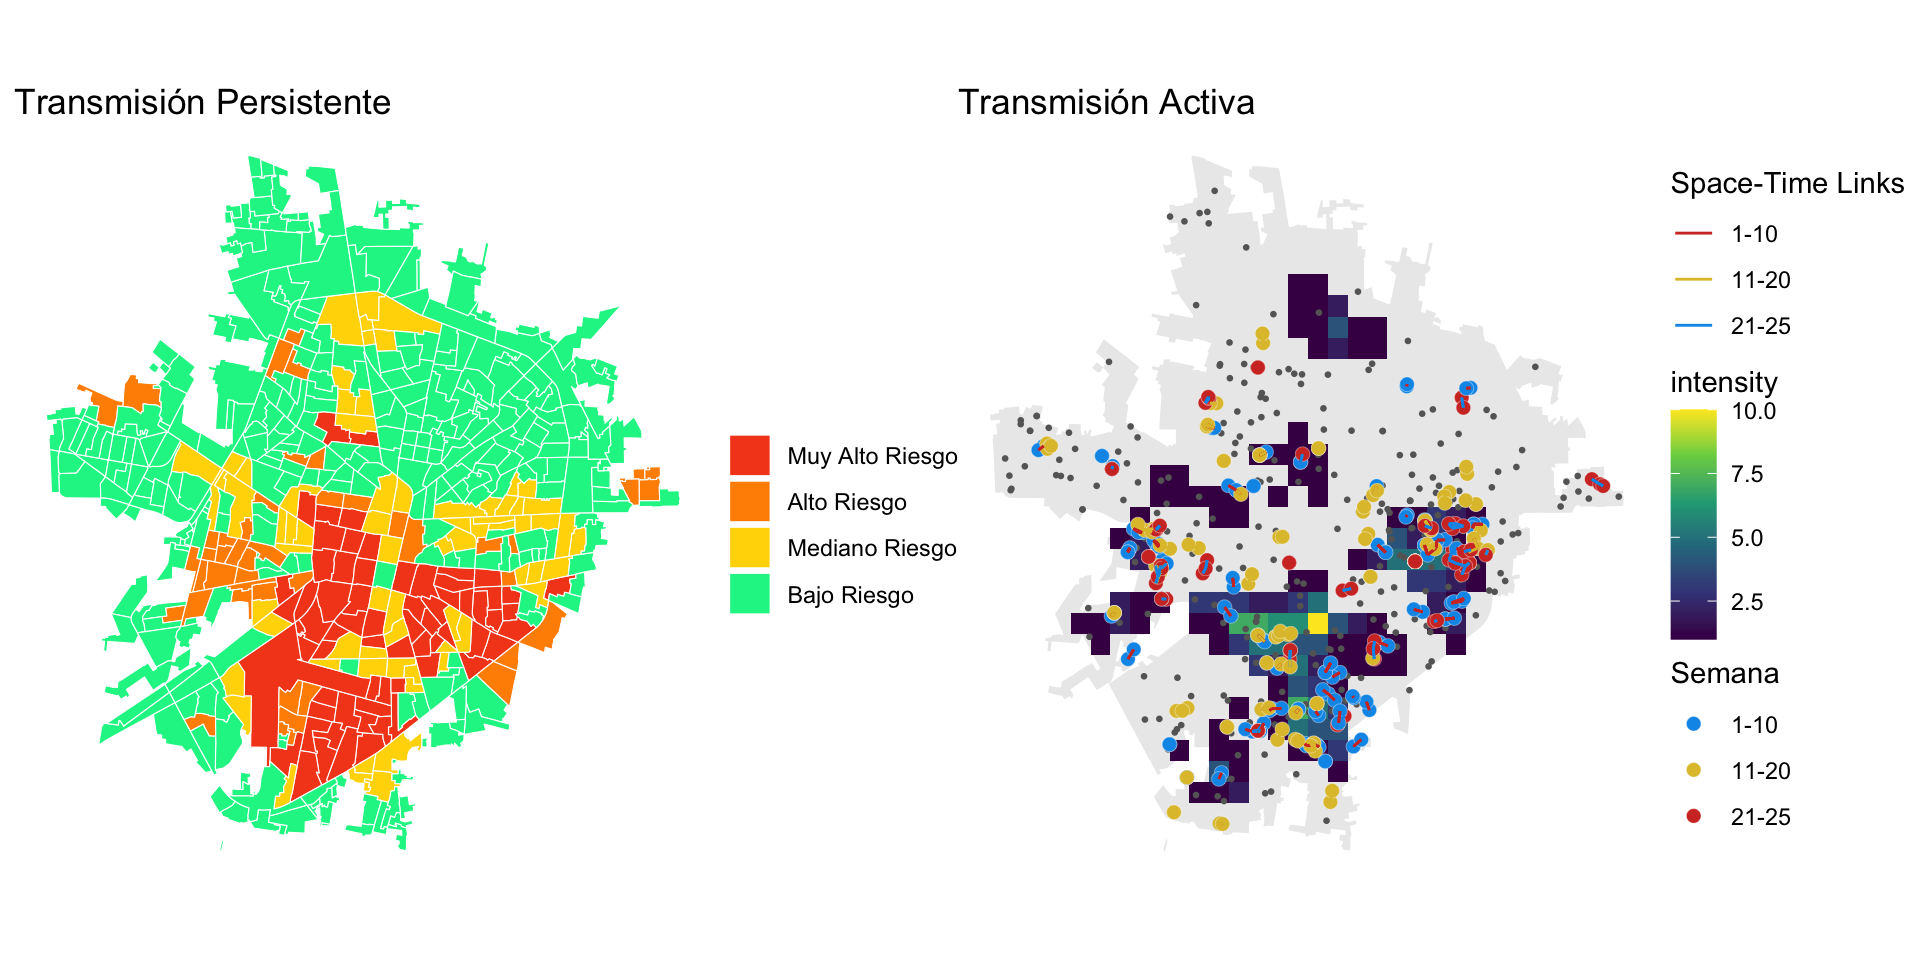 Transmisión Persistente
Muy Alto Riesgo
Alto Riesgo
Mediano Riesgo
Bajo Riesgo
Transmisión Activa
Space-Time Links
1-10
11-20
21-25
intensity
10.0
7.5
5.0
2.5
Semana
1-10
11-20
21-25